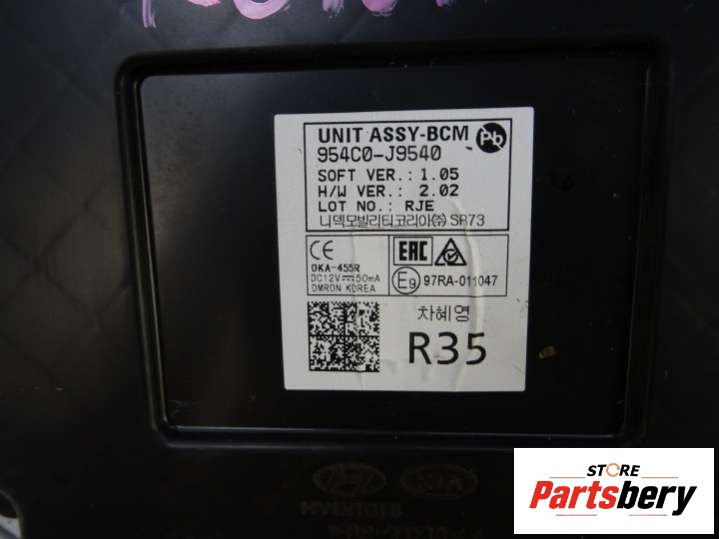 UNIT ASSY-BCM
Pb
954C0-J9540
SOFT VER.: 1.05
H/W VER.: 2.02
LOT NO.: RJE
니덱모빌리티코리아㈜ SR73
CE
EAC
OKA-455R
DC12V 50mA
OMRON KOREA
E9 97RA-011047
차혜영
R35
HYUNDAI
STORE
Partsbery